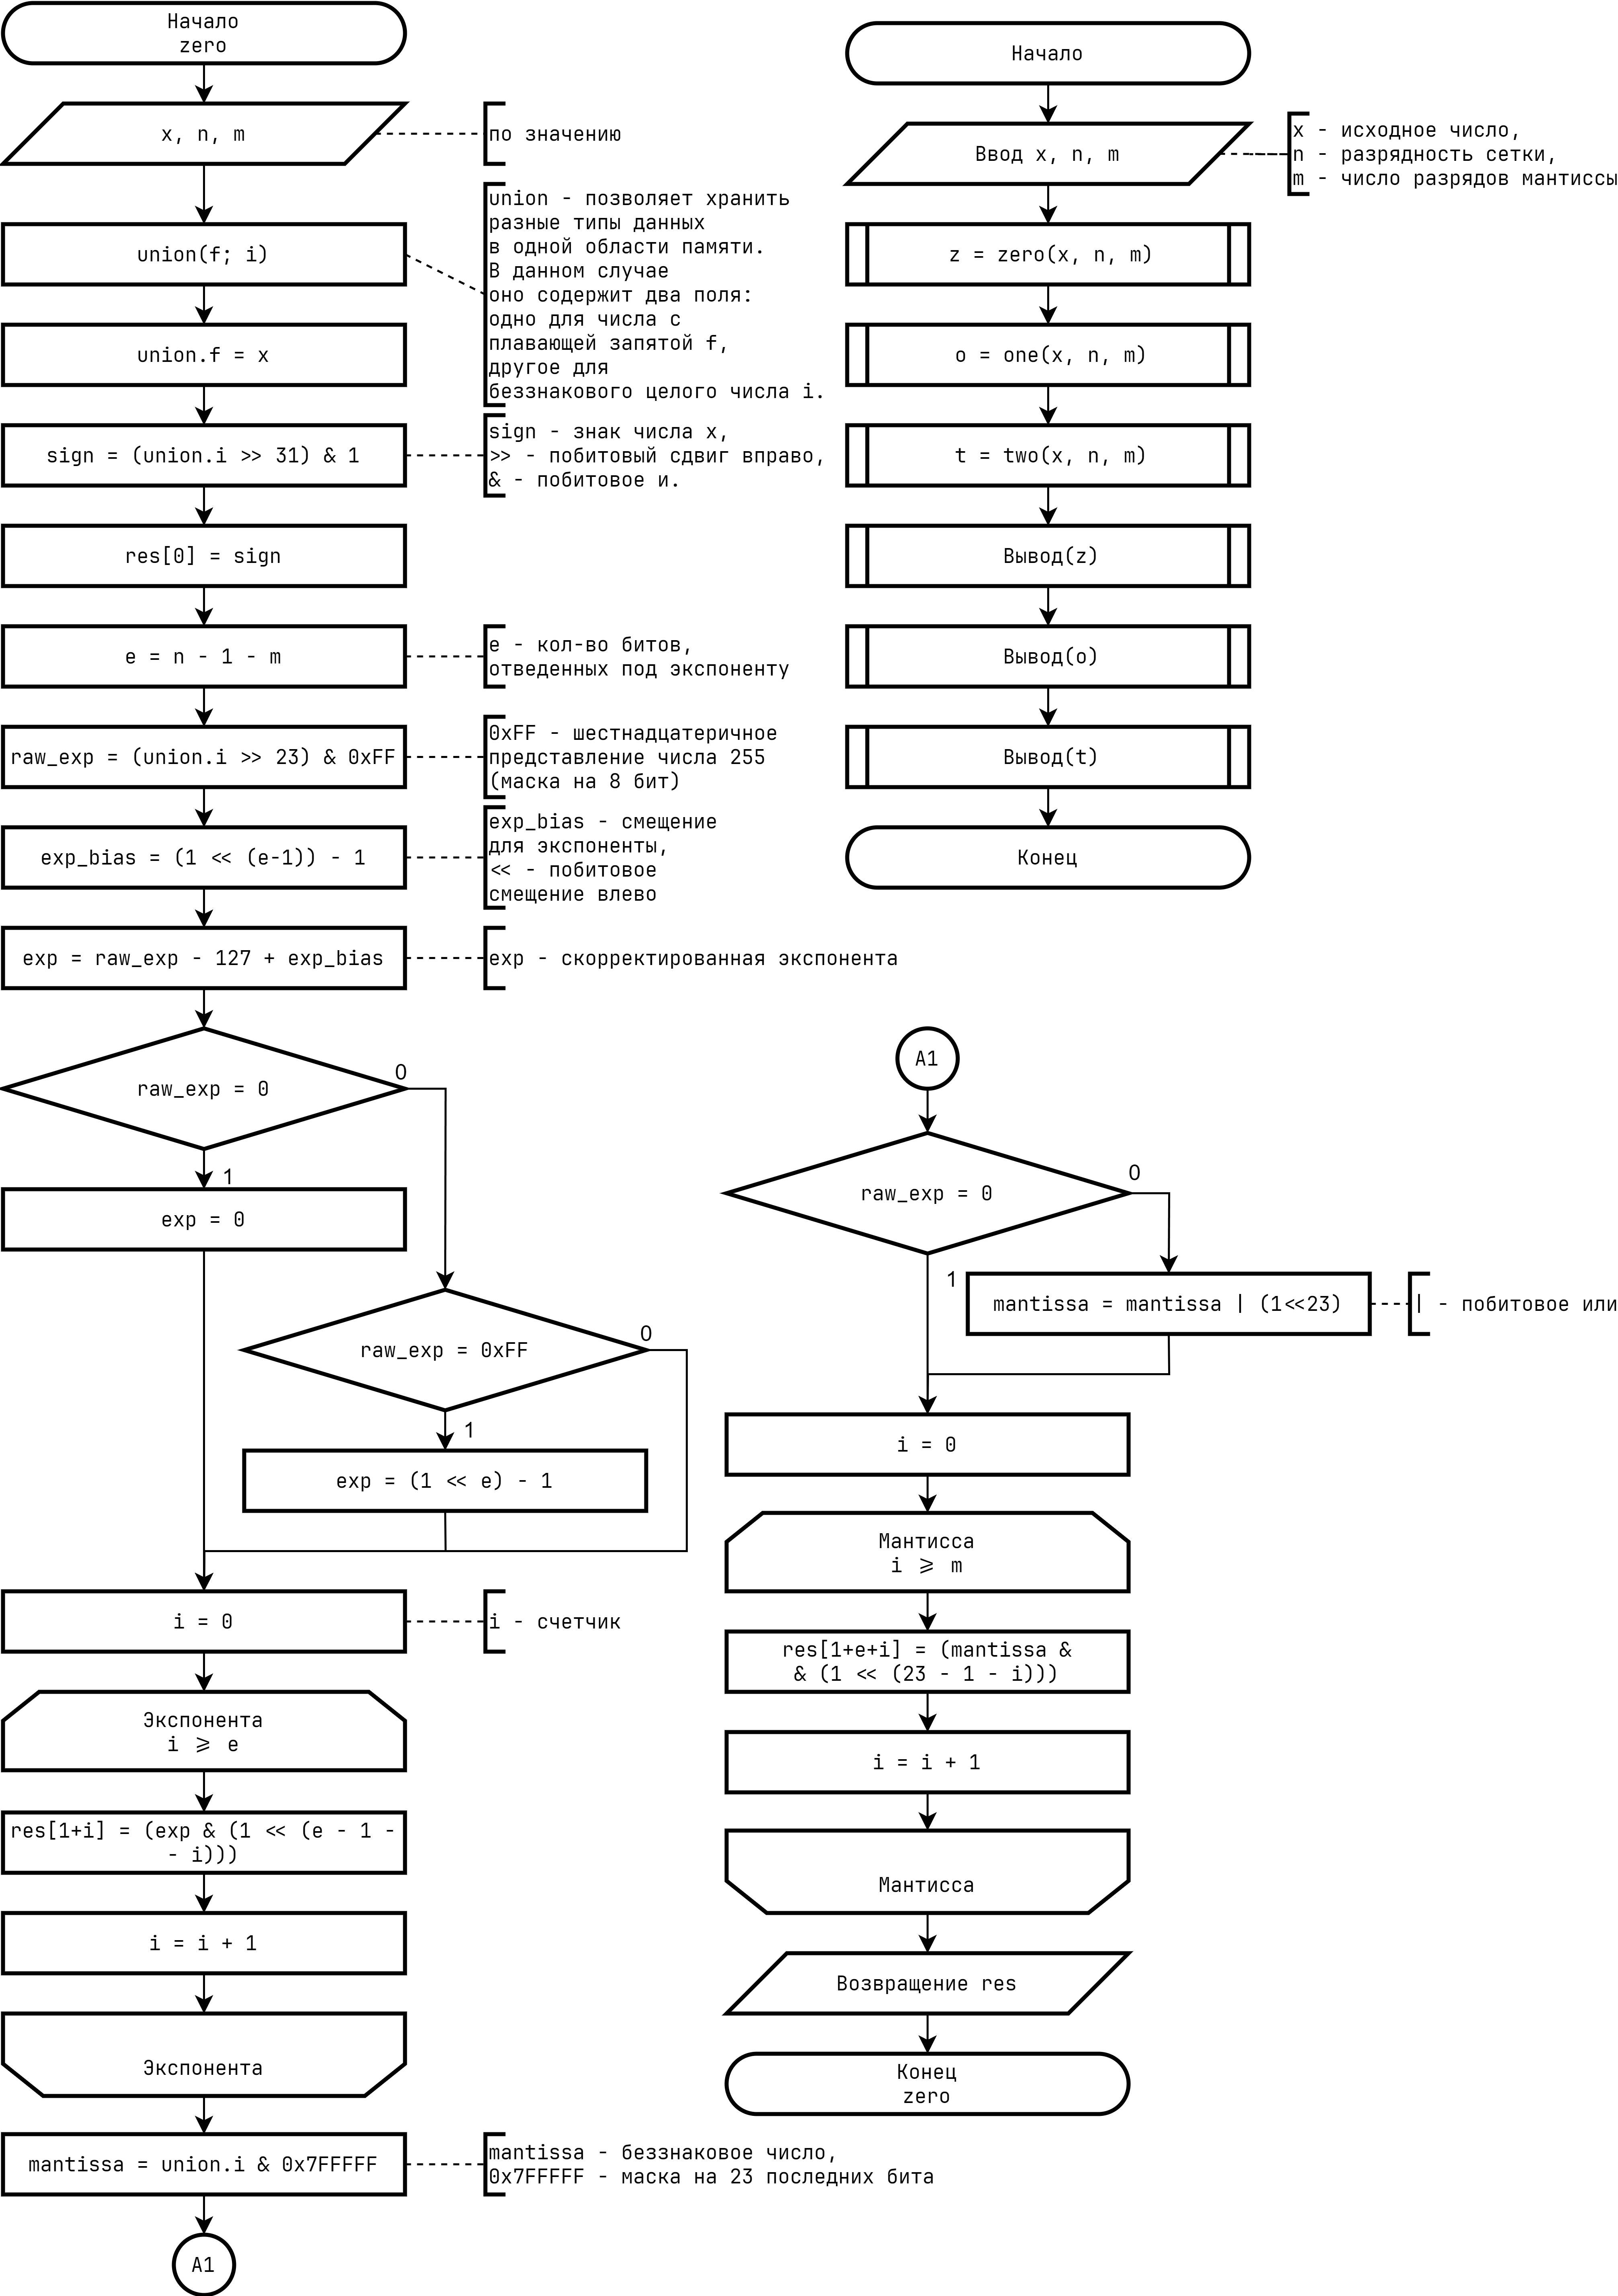 Начало
zero
x, n, m
по значению
union(f; i)
union - позволяет хранить
разные типы данных
в одной области памяти.
В данном случае
оно содержит два поля:
одно для числа с
плавающей запятой f,
другое для
беззнакового целого числа i.
union.f = x
sign = (union.i >> 31) & 1
sign - знак числа x,
>> - побитовый сдвиг вправо,
& - побитовое и.
res[0] = sign
e = n - 1 - m
e - кол-во битов,
отведенных под экспоненту
raw_exp = (union.i >> 23) & 0xFF
0xFF - шестнадцатеричное
представление числа 255
(маска на 8 бит)
exp_bias = (1 << (e-1)) - 1
exp_bias - смещение
для экспоненты,
<< - побитовое
смещение влево
exp = raw_exp - 127 + exp_bias
exp - скорректированная экспонента
raw_exp = 0
0
1
exp = 0
raw_exp = 0xFF
0
1
exp = (1 << e) - 1
i = 0
i - счетчик
Экспонента
i ≥ e
res[1+i] = (exp & (1 << (e - 1 -
- i)))
i = i + 1
Экспонента
mantissa = union.i & 0x7FFFFF
mantissa - беззнаковое число,
0x7FFFFF - маска на 23 последних бита
A1
Начало
Ввод x, n, m
x - исходное число,
n - разрядность сетки,
m - число разрядов мантиссы
z = zero(x, n, m)
o = one(x, n, m)
t = two(x, n, m)
Вывод(z)
Вывод(o)
Вывод(t)
Конец
A1
raw_exp = 0
0
1
mantissa = mantissa | (1<<23)
| - побитовое или
i = 0
Мантисса
i ≥ m
res[1+e+i] = (mantissa &
& (1 << (23 - 1 - i)))
i = i + 1
Мантисса
Возвращение res
Конец
zero